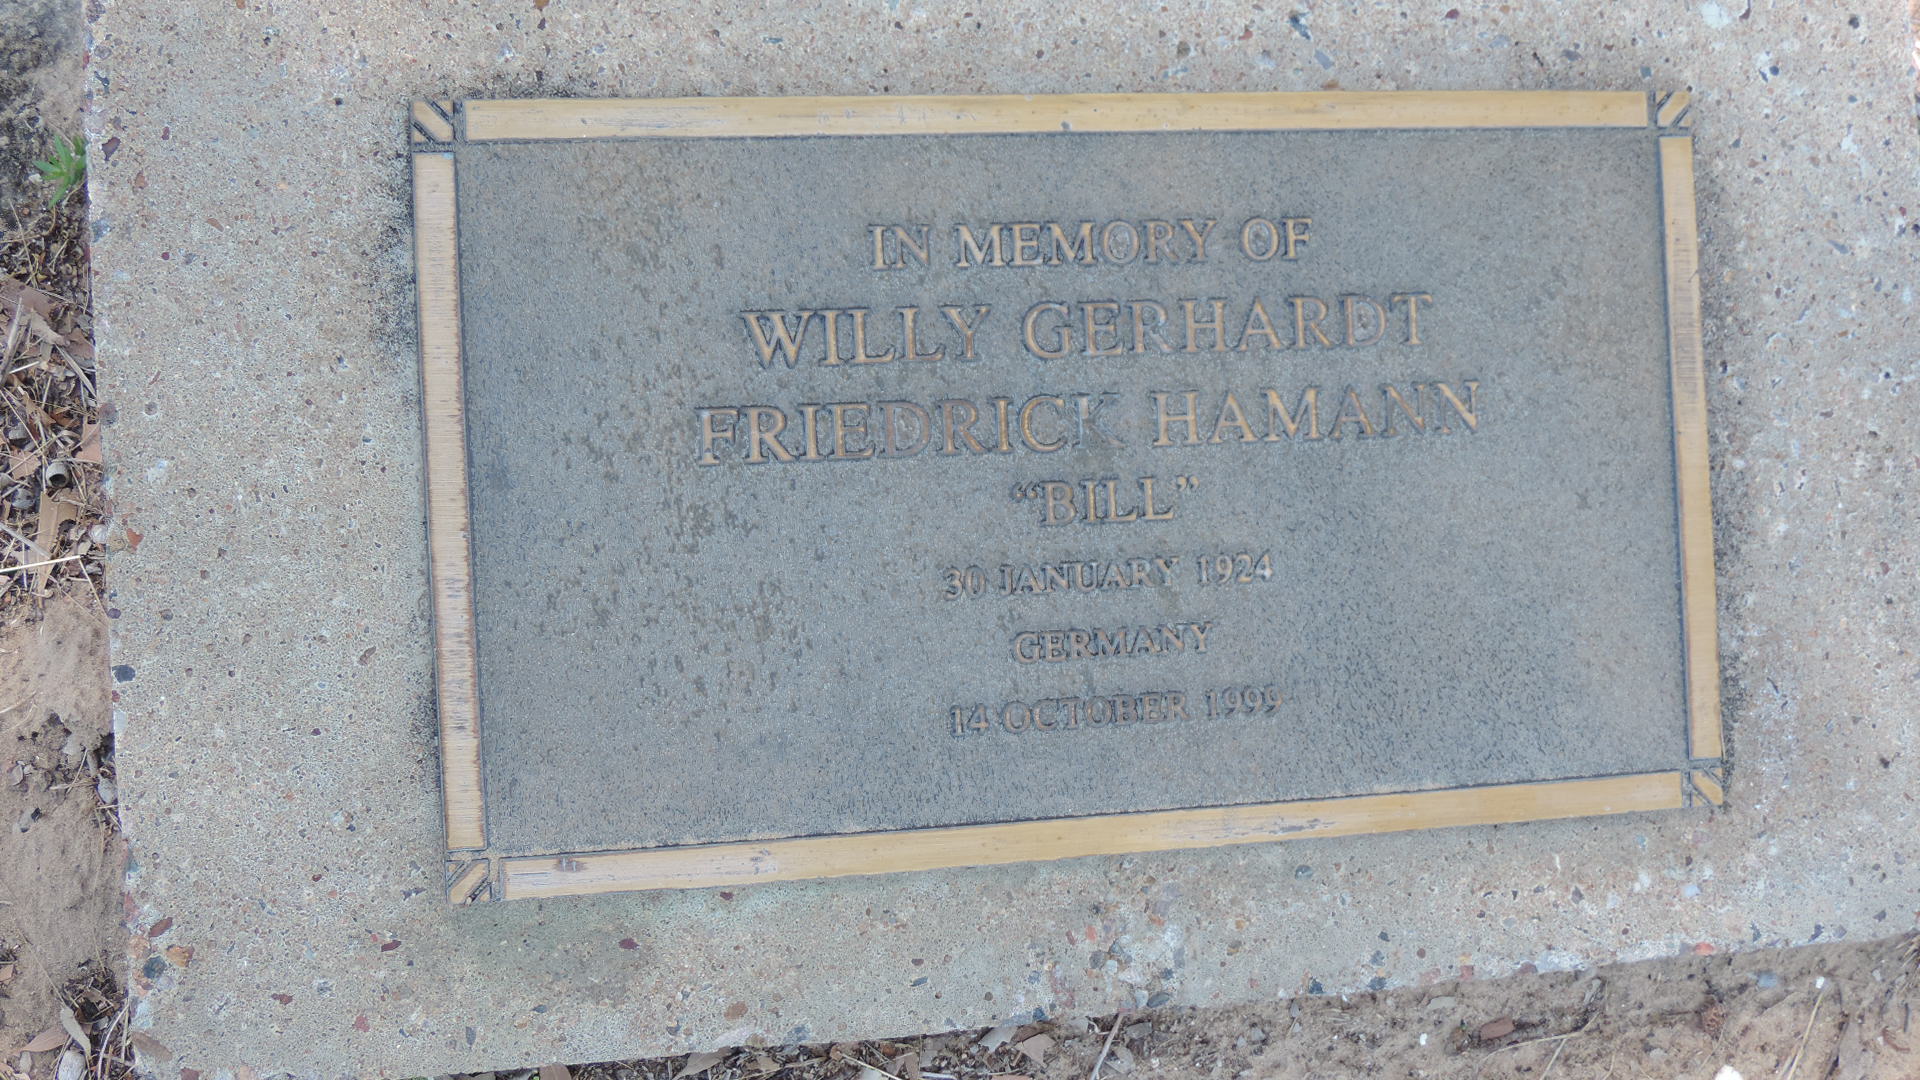 IN MEMORY OF
WILLY GERHARDT
FRIEDRICK HAMANN
“BILL”
30 JANUARY 1924
GERMANY
14 OCTOBER 1999